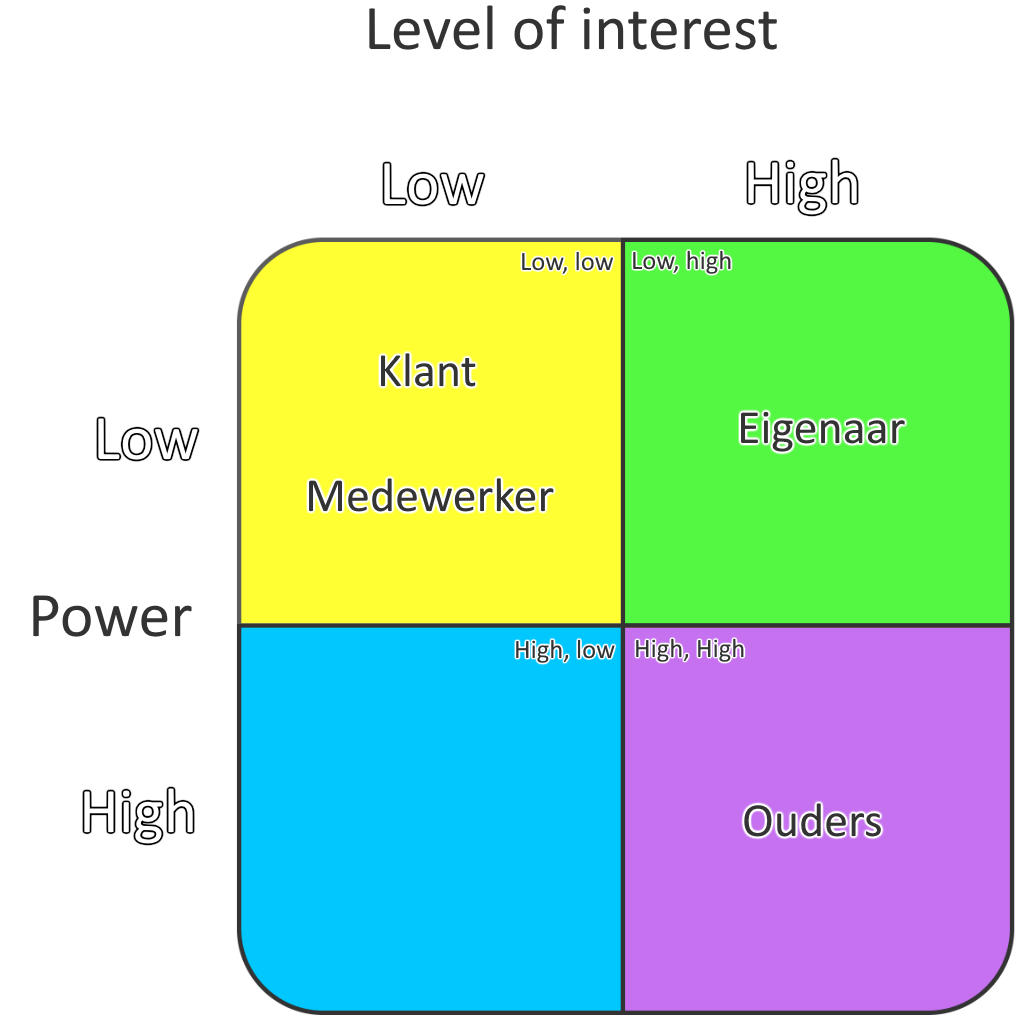 Level of interest
Low
High
Low, low
Low, high
Klant
Eigenaar
Low
Medewerker
Power
High, low
High, High
High
Ouders